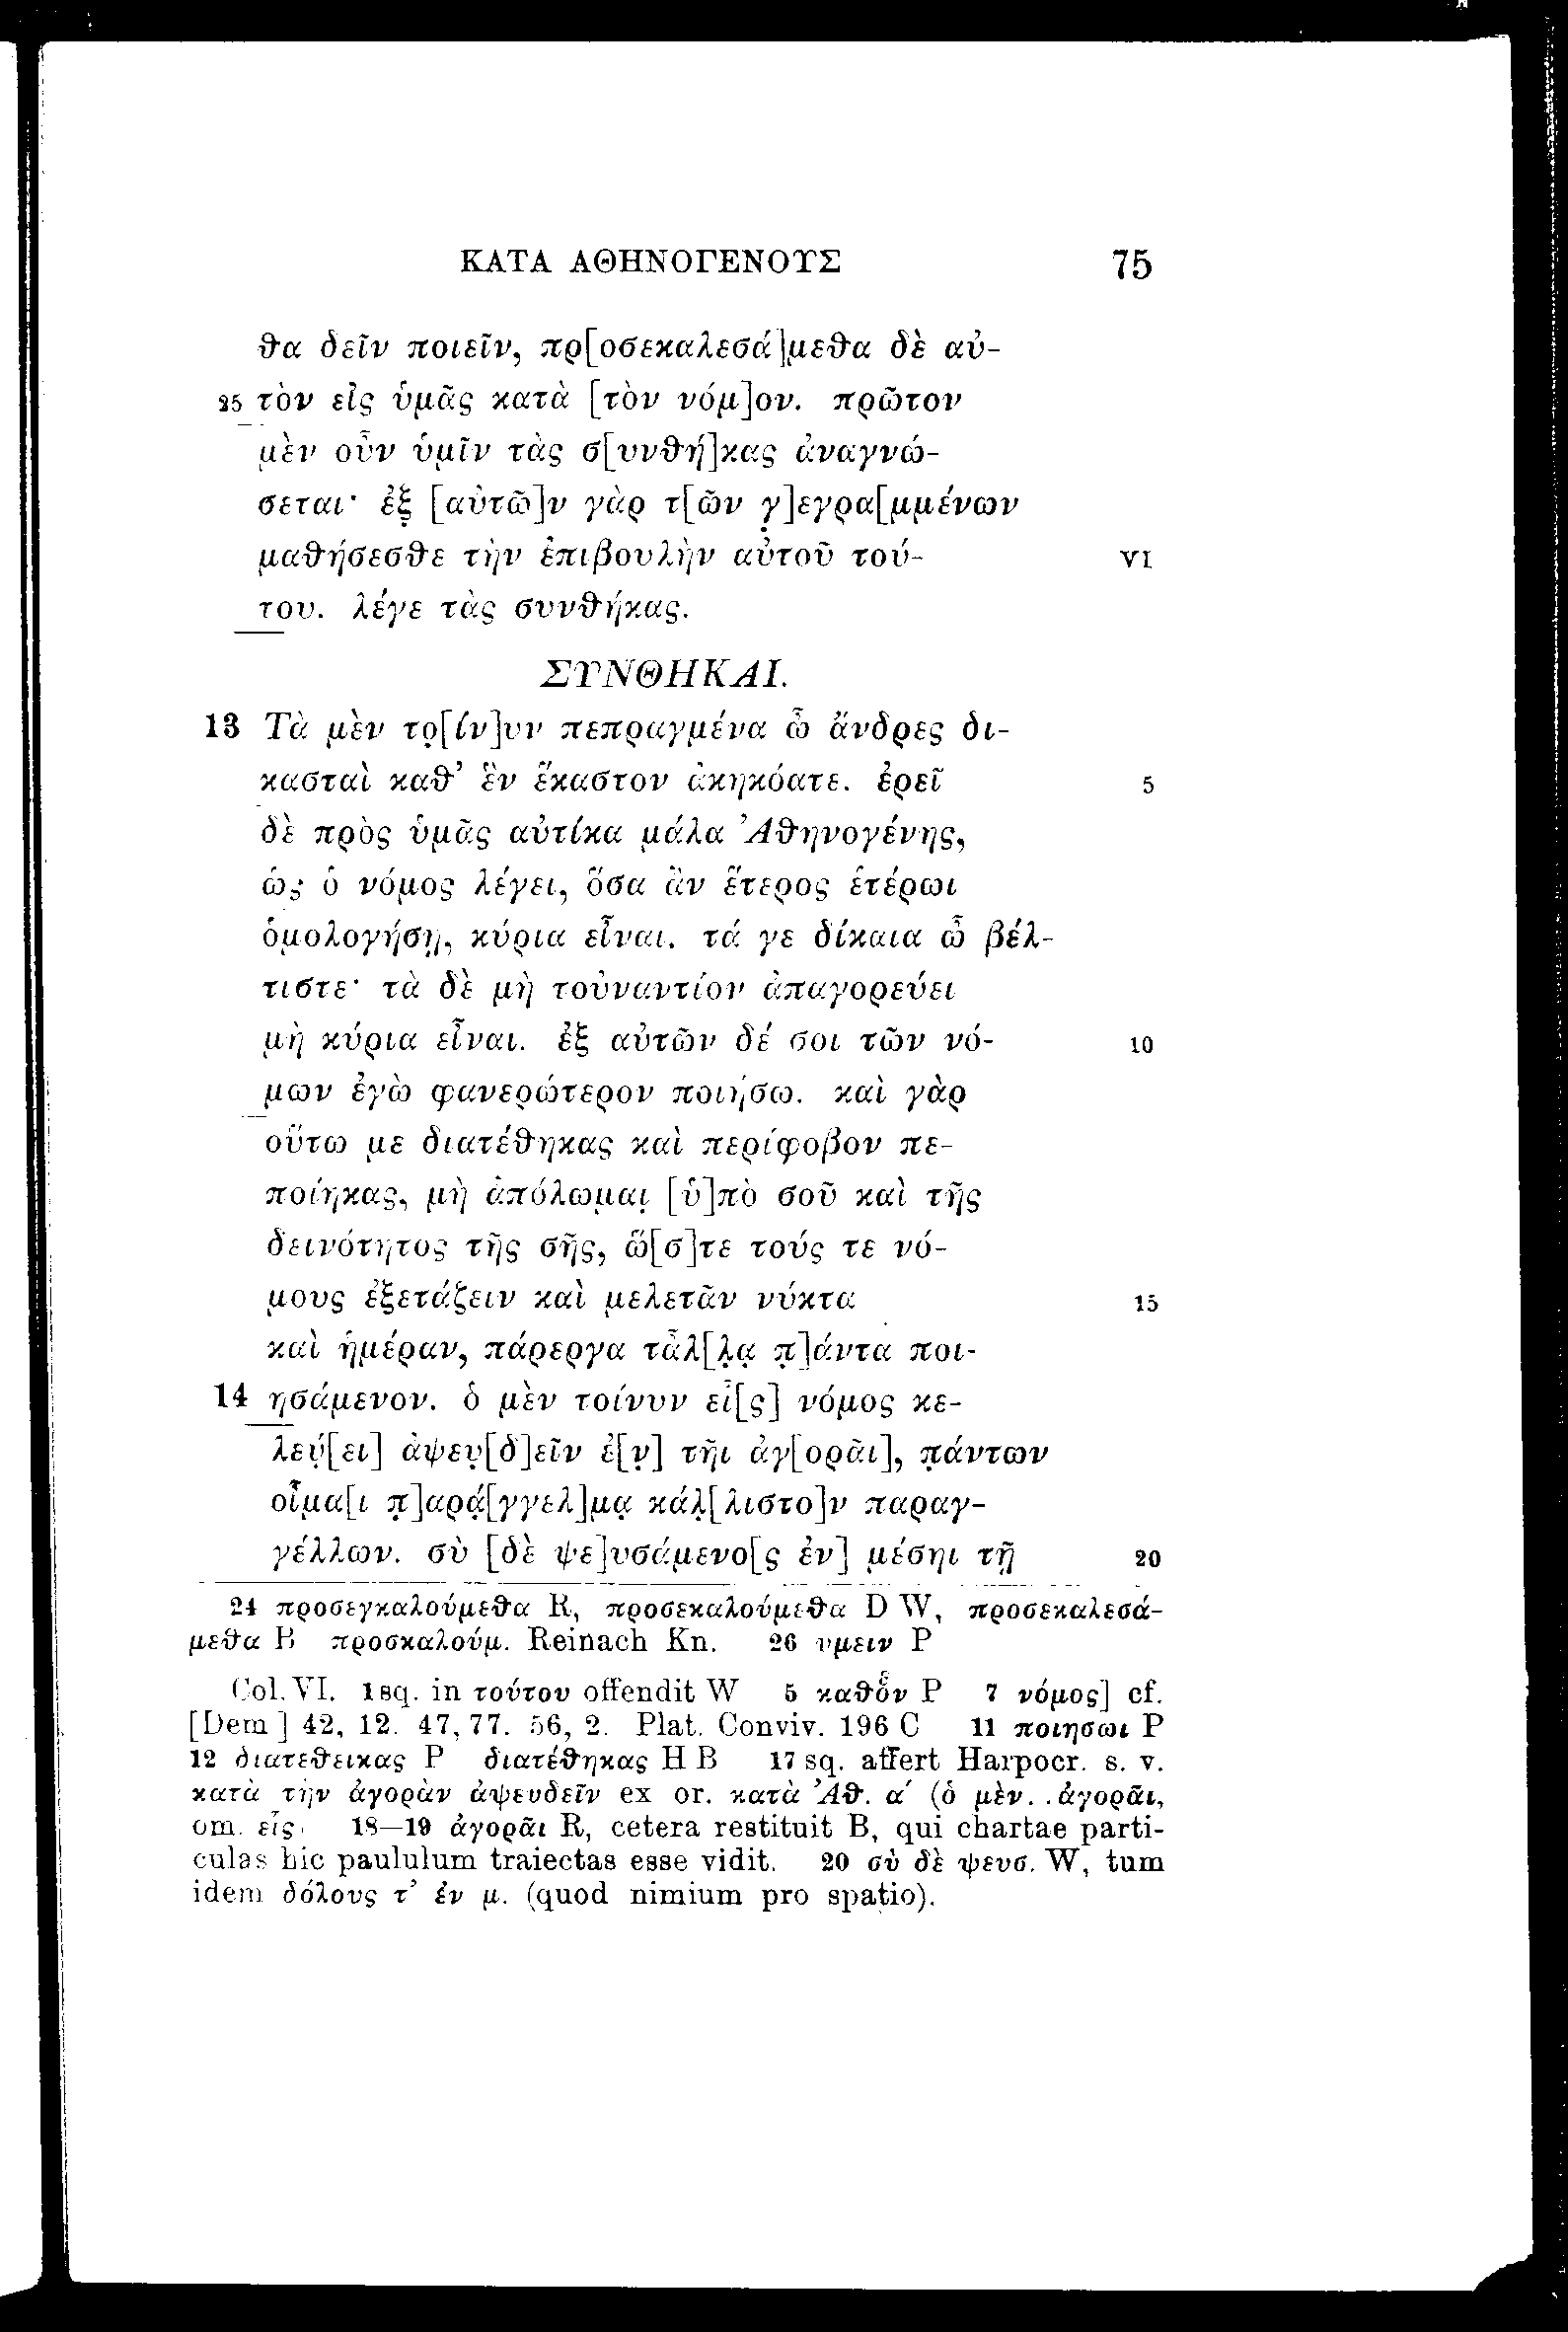 ΚΑΤΑ ΑΘΗΝΟΓΕΝΟΥΣ 75
θα δεῖν ποιεῖν, πρ[οσεκαλεσά]μεθα δὲ αὐ-
25 τὸν εἰς ὑμᾶς κατὰ [τὸν νόμ]ον. πρῶτον
μὲν οὖν ὑμῖν τὰς σ[υνθή]κας ἀναγνώ-
σεται· ἐξ̣ [αὐτῶ]ν γὰρ τ[ῶν γ̣]εγρα[μμένων
μαθήσεσθε τὴν ἐπιβουλὴν αὐτοῦ τού- VI
του. λέγε τὰς συνθήκας.
ΣΥΝΘΗΚΑΙ.
13 Τὰ μὲν το̣[ίν]υν πεπραγμένα ὦ ἄνδρες δι-
κασταὶ καθ’ ἓν ἕκαστον ἀκηκόατε. ἐρεῖ 5
δὲ πρὸς ὑμᾶς αὐτίκα μάλα Ἀθηνογένης,
ὡς ὁ νόμος λέγει, ὅσα ἂν ἕτερος ἑτέρωι
ὁμολογήσῃ, κύρια εἶναι. τά γε δίκαια ὦ βέλ-
τιστε· τὰ δὲ μὴ τοὐναντίον ἀπαγορεύει
μὴ κύρια εἶναι. ἐξ αὐτῶν δέ σοι τῶν νό- 10
μων ἐγὼ φανερώτερον ποιήσω. καὶ γὰρ
οὕτω με διατέθηκας καὶ περίφοβον πε-
ποίηκας, μὴ ἀπόλωμαι̣ [ὑ]πὸ σοῦ καὶ τῆς
δεινότητος τῆς σῆς, ὥ[σ]τε τούς τε νό-
μους ἐξετάζειν καὶ μελετᾶν νύκτα 15
καὶ ἡμέραν, πάρεργα τἆλ[λ̣α̣ π̣]άντα ποι-
14 ησάμενον. ὁ μὲν τοίνυν εἷ[ς] νόμος κε-
λεύ̣[ει] ἀψευ̣[δ]εῖν ἐ[ν̣] τῆι ἀγ[ορᾶι], π̣άντων
οἶμα[ι π̣]αρά̣[γγελ]μα̣ κάλ̣[λιστο]ν παραγ-
γέλλων. σὺ [δὲ ψε]υσάμενο[ς ἐν] μέσηι τῇ 20
24 προσεγκαλούμεθα R, προσεκαλούμεθα D W, προσεκαλεσά-
μεθα B προσκαλούμ. Reinach Kn. 26 υμειν P
Col. VI. 1 sq. in τούτου offendit W 5 καθὃν P 7 νόμος] cf.
[Dem] 42, 12. 47, 77. 56, 2. Plat. Conviv. 196 C 11 ποιησωι P
12 διατεθεικας P διατέθηκας H B 17 sq. affert Harpocr. s. v.
κατὰ τὴν ἀγορὰν ἀψευδεῖν ex or. κατὰ Ἀθ. α΄ (ὁ μὲν. . ἀγορᾶι,
om. εἷς) 18—19 ἀγορᾶι R, cetera restituit B, qui chartae parti-
culas hic paululum traiectas esse vidit. 20 σὺ δὲ ψευσ. W, tum
idem δόλους τ’ ἐν μ. (quod nimium pro spatio).